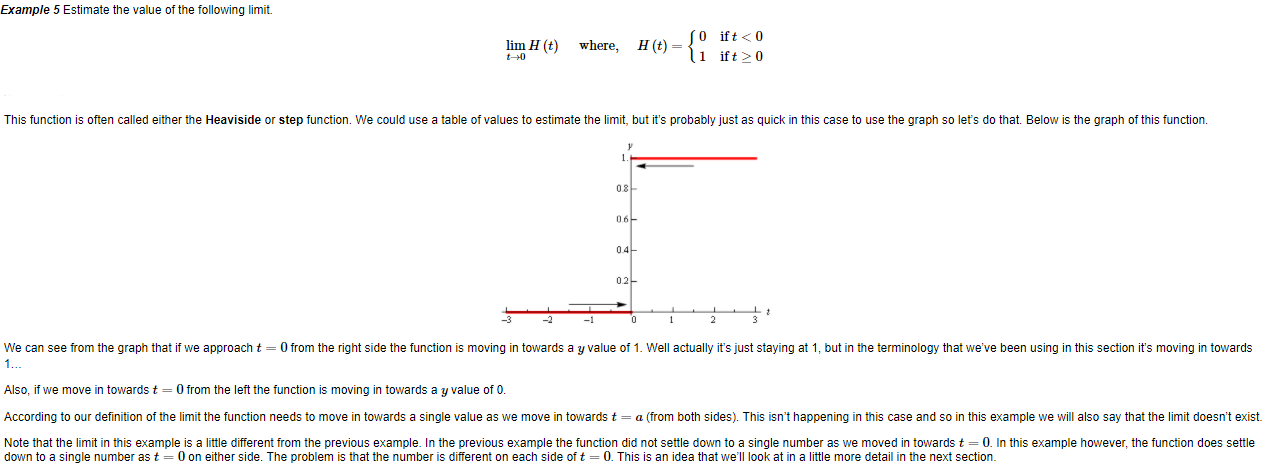 Example 5 Estimate the value of the following limit.
lim H (t) where, H (t) = { 0 if t < 0
t→0 1 if t ≥ 0
This function is often called either the Heaviside or step function. We could use a table of values to estimate the limit, but it's probably just as quick in this case to use the graph so let's do that. Below is the graph of this function.
y
1.
0.8
0.6
0.4
0.2
-3 -2 -1 0 1 2 3 t
We can see from the graph that if we approach t = 0 from the right side the function is moving in towards a y value of 1. Well actually it's just staying at 1, but in the terminology that we've been using in this section it's moving in towards
1...
Also, if we move in towards t = 0 from the left the function is moving in towards a y value of 0.
According to our definition of the limit the function needs to move in towards a single value as we move in towards t = a (from both sides). This isn't happening in this case and so in this example we will also say that the limit doesn't exist.
Note that the limit in this example is a little different from the previous example. In the previous example the function did not settle down to a single number as we moved in towards t = 0. In this example however, the function does settle
down to a single number as t = 0 on either side. The problem is that the number is different on each side of t = 0. This is an idea that we'll look at in a little more detail in the next section.